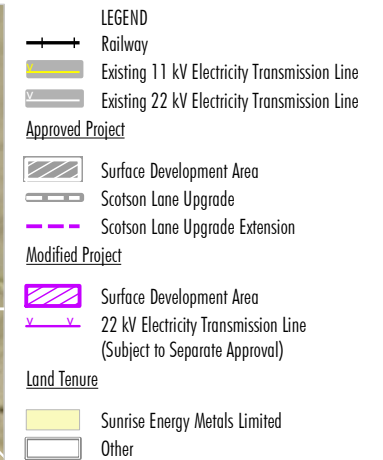 LEGEND
Railway
Existing 11 kV Electricity Transmission Line
Existing 22 kV Electricity Transmission Line
Approved Project
Surface Development Area
Scotson Lane Upgrade
Scotson Lane Upgrade Extension
Modified Project
Surface Development Area
22 kV Electricity Transmission Line
(Subject to Separate Approval)
Land Tenure
Sunrise Energy Metals Limited
Other